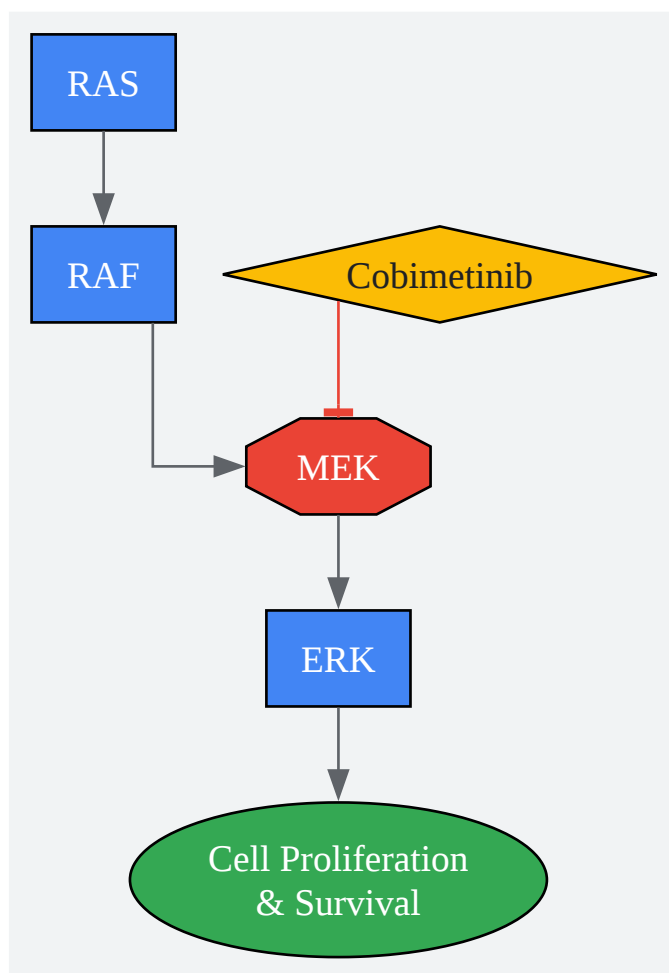 RAS
RAF
Cobimetinib
MEK
ERK
Cell Proliferation
& Survival